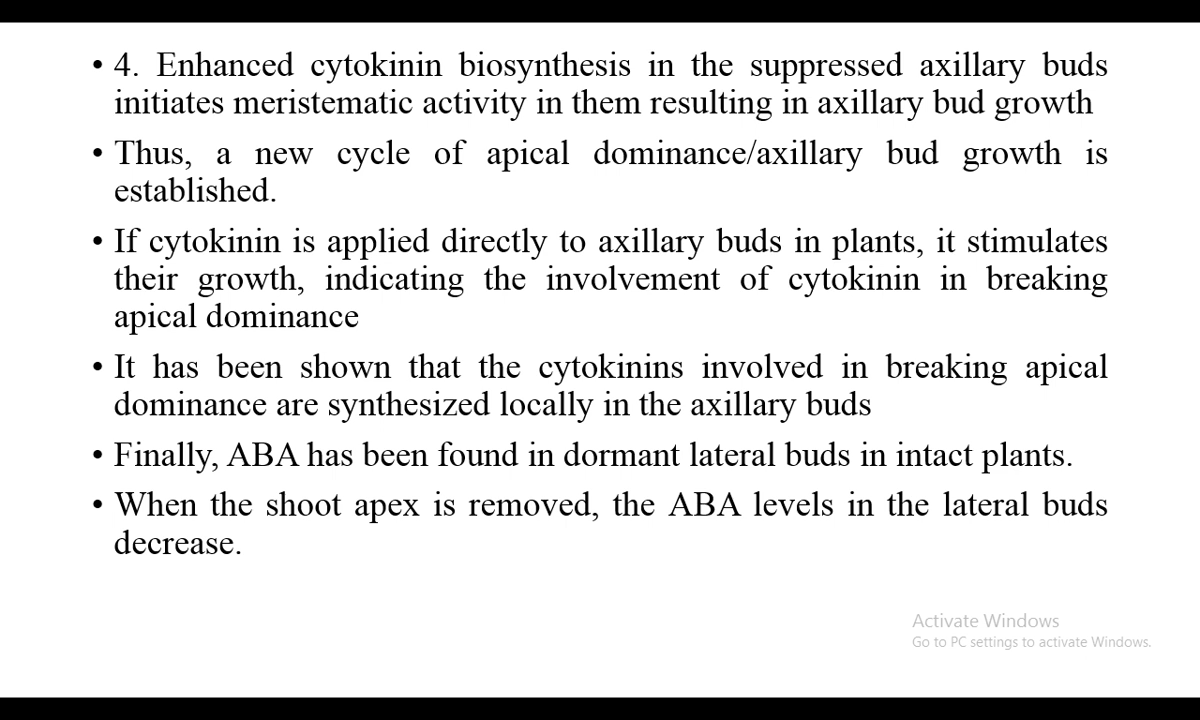 • 4. Enhanced cytokinin biosynthesis in the suppressed axillary buds
initiates meristematic activity in them resulting in axillary bud growth
• Thus, a new cycle of apical dominance/axillary bud growth is
established.
• If cytokinin is applied directly to axillary buds in plants, it stimulates
their growth, indicating the involvement of cytokinin in breaking
apical dominance
• It has been shown that the cytokinins involved in breaking apical
dominance are synthesized locally in the axillary buds
• Finally, ABA has been found in dormant lateral buds in intact plants.
• When the shoot apex is removed, the ABA levels in the lateral buds
decrease.
Activate Windows
Go to PC settings to activate Windows.